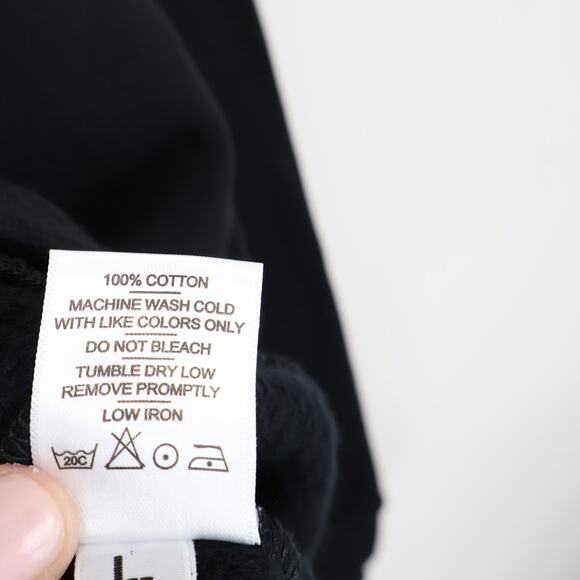 100% COTTON
MACHINE WASH COLD
WITH LIKE COLORS ONLY
DO NOT BLEACH
TUMBLE DRY LOW
REMOVE PROMPTLY
LOW IRON
20C